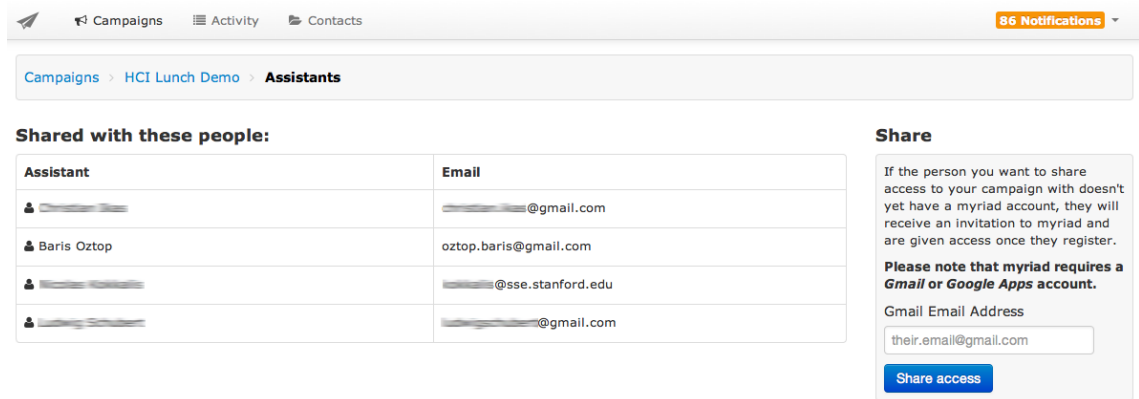 Campaigns Activity Contacts 86 Notifications
Campaigns > HCI Lunch Demo > Assistants
Shared with these people:
Assistant Email
@gmail.com
Baris Oztop oztop.baris@gmail.com
@sse.stanford.edu
@gmail.com
Share
If the person you want to share
access to your campaign with doesn't
yet have a myriad account, they will
receive an invitation to myriad and
are given access once they register.
Please note that myriad requires a
Gmail or Google Apps account.
Gmail Email Address
their.email@gmail.com
Share access